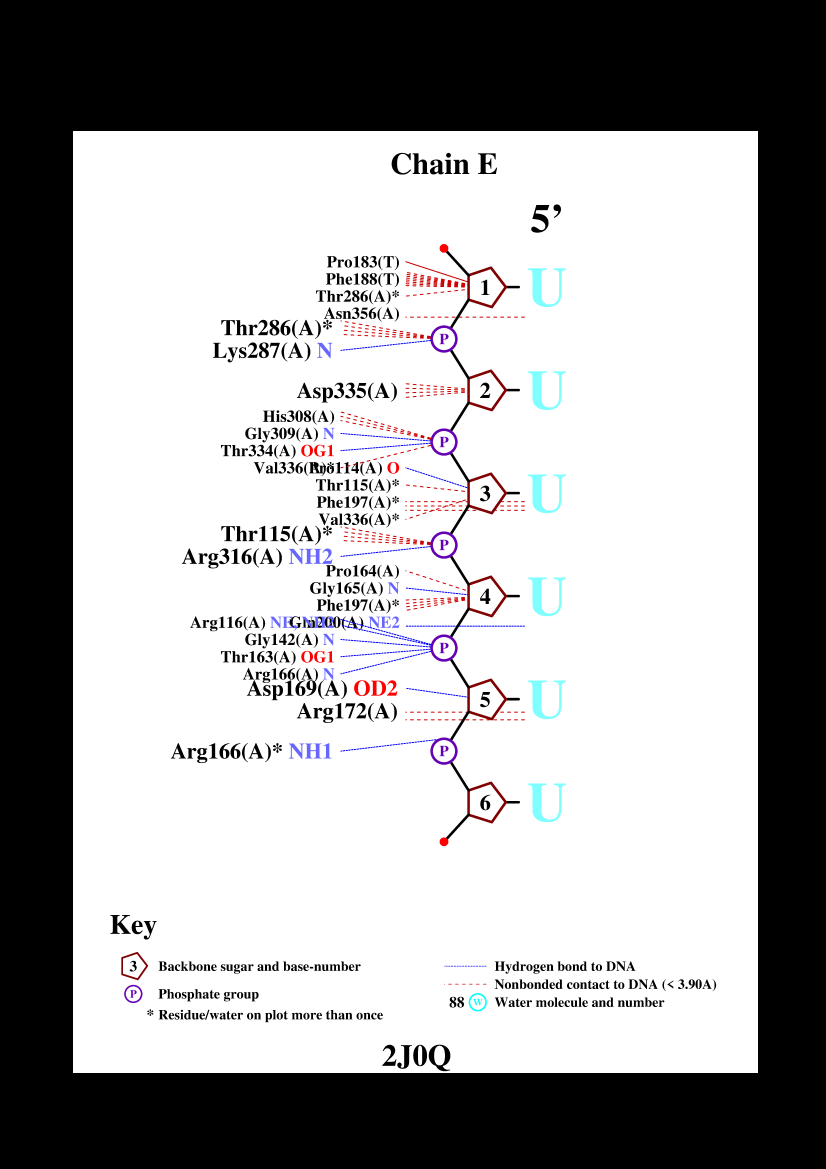 Chain E
5’
Pro183(T)
Phe188(T)
Thr286(A)*
Asn356(A)
1 U
Thr286(A)*
Lys287(A) N
P
Asp335(A)
2 U
His308(A)
Gly309(A) N
Thr334(A) OG1
P
Val336(A)*
Pro114(A) O
Thr115(A)*
Phe197(A)*
Val336(A)*
3 U
Thr115(A)*
Arg316(A) NH2
P
Pro164(A)
Gly165(A) N
Phe197(A)*
Gln200(A) NE2
4 U
Arg116(A) NE
Gly142(A) N
Thr163(A) OG1
Arg166(A) N
P
Asp169(A) OD2
Arg172(A)
5 U
Arg166(A)* NH1
P
6 U
Key
3 Backbone sugar and base-number
P Phosphate group
* Residue/water on plot more than once
Hydrogen bond to DNA
Nonbonded contact to DNA (< 3.90A)
88 W Water molecule and number
2J0Q